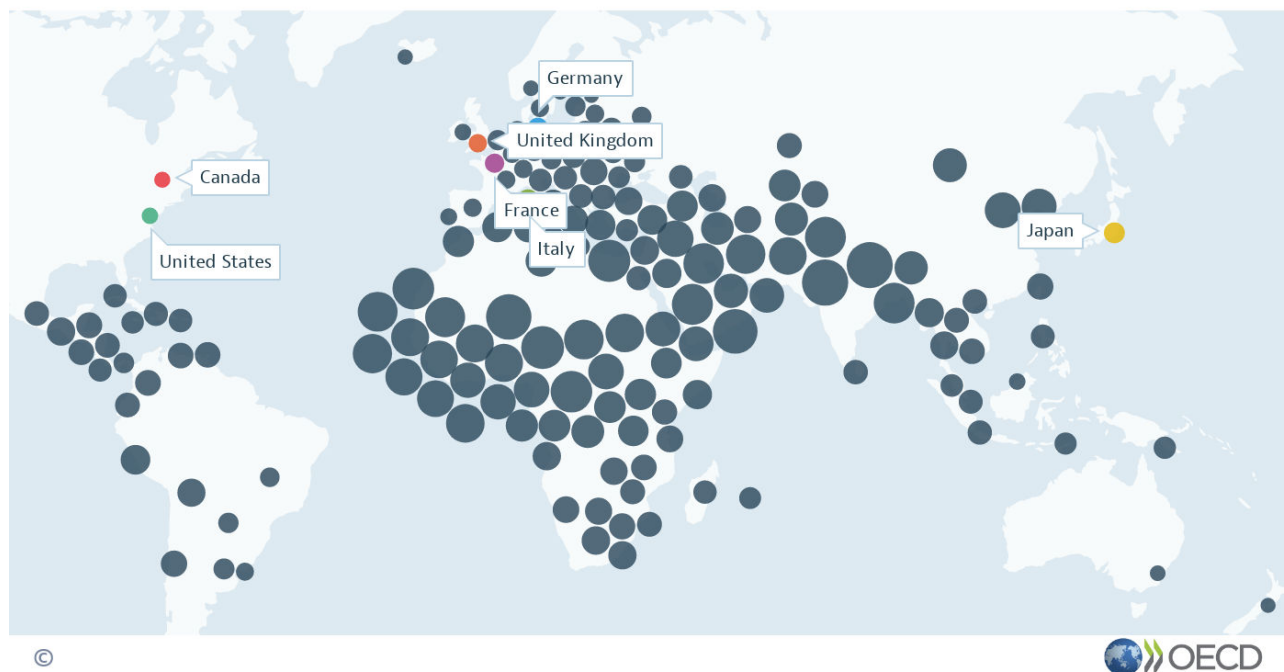 Germany
United Kingdom
Canada
France
United States
Italy
Japan
©
OECD